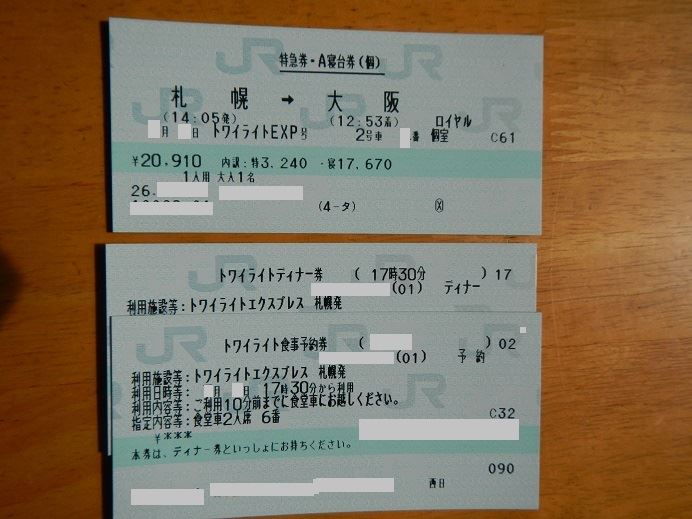 特急券・A寝台券(個)
札幌 → 大阪
(14:05発) (12:53着) ロイヤル
月 日 トワイライトEXP号 2号車 番 個室 C61
¥20,910 内訳:特3,240 ・寝17,670
1人用 大人1名
26.
(4-タ) ㊂
トワイライトディナー券 ( 17時30分 ) 17
(01) ディナー
利用施設等:トワイライトエクスプレス 札幌発
トワイライト食事予約券 ( ) 02
(01) 予約
利用施設等:トワイライトエクスプレス 札幌発
利用日時等: 月 日 17時30分から利用
利用内容等:ご利用10分前までに食堂車にお越しください。
指定内容等:食堂車2人席 6番 C32
¥***
本券は、ディナー券といっしょにお持ちください。
090
西日